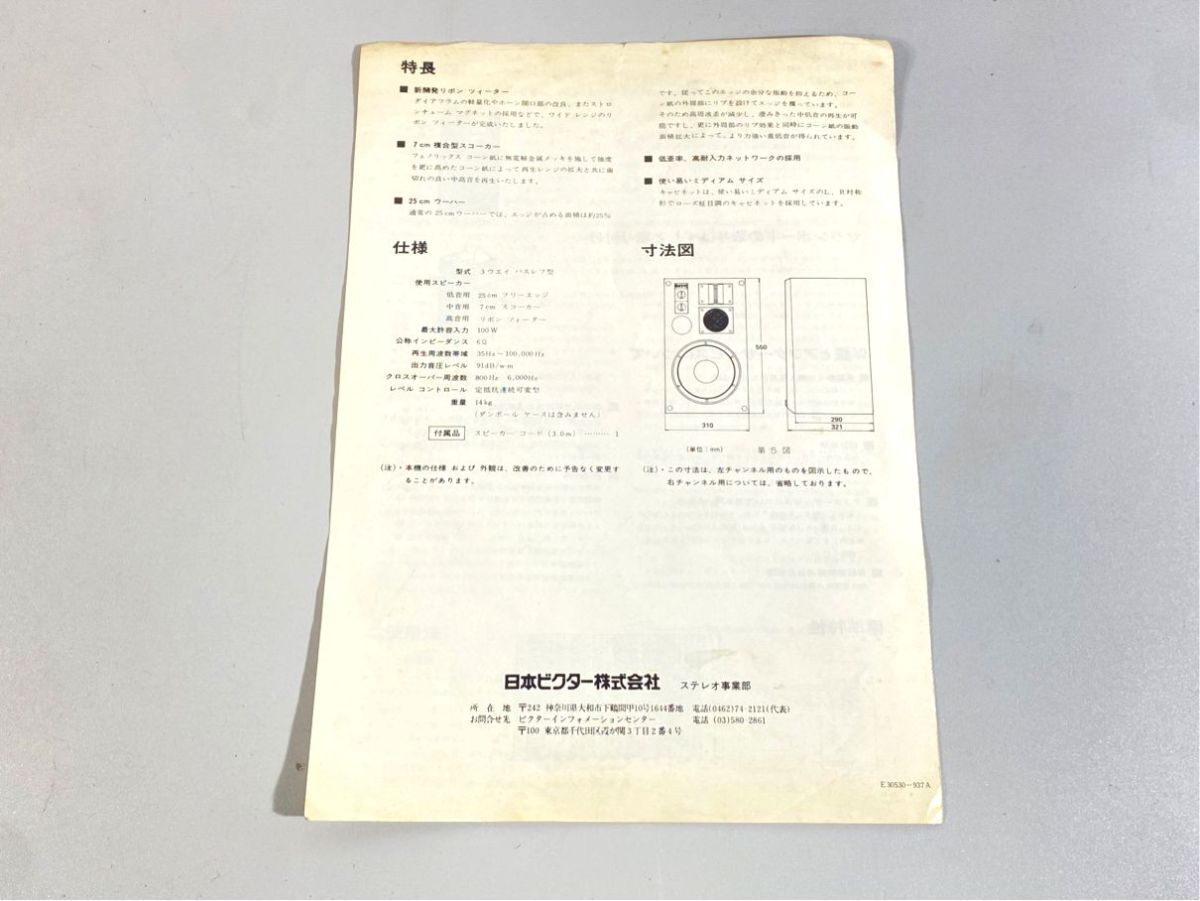 特長
■ 新開発リボン ツィーター
ダイアフラムの軽量化やホーン開口部の改良、またストロ
ンチューム マグネットの採用などで、ワイド レンジのリ
ボン ツィーターが完成いたしました。
■ 7cm 複合型スコーカー
フェノリックス コーン紙に無電解金属メッキを施して強度
を更に高めたコーン紙によって再生レンジの拡大と共に歯
切れの良い中高音を再生いたします。
■ 25cm ウーハー
通常の 25cmウーハーでは、エッジが占める面積は約25%
です。従ってこのエッジの余分な振動を抑えるため、コー
ン紙の外周部にリブを設けてエッジを覆っています。
そのため高周波歪が減少し、澄みきった中低音の再生が可
能ですし、更に外周部のリブ効果と同時にコーン紙の振動
面積拡大によって、より力強い重低音が得られています。
■ 低歪率、高耐入力ネットワークの採用
■ 使い易いミディアム サイズ
キャビネットは、使い易いミディアム サイズのL、R対称
形でローズ柾目調のキャビネットを採用しています。
仕様
型式 3ウエイ バスレフ型
使用スピーカー
低音用 25cm フリーエッジ
中音用 7cm スコーカー
高音用 リボン ツィーター
最大許容入力 100W
公称インピーダンス 6Ω
再生周波数帯域 35Hz〜100,000Hz
出力音圧レベル 91dB/w·m
クロスオーバー周波数 800Hz 6,000Hz
レベル コントロール 定抵抗連続可変型
重量 14kg
(ダンボール ケースは含みません)
付属品 スピーカー コード (3.0m) ……… 1
(注)・本機の仕様 および 外観は、改善のために予告なく変更す
ることがあります。
寸法図
550
310
290
321
(単位:mm) 第 5 図
(注)・この寸法は、左チャンネル用のものを図示したもので、
右チャンネル用については、省略しております。
日本ビクター株式会社 ステレオ事業部
所 在 地 〒242 神奈川県大和市下鶴間甲10号1644番地 電話(0462)74-2121(代表)
お問合せ先 ビクターインフォメーションセンター 電話 (03)580-2861
〒100 東京都千代田区霞が関3丁目2番4号
E30530-937A